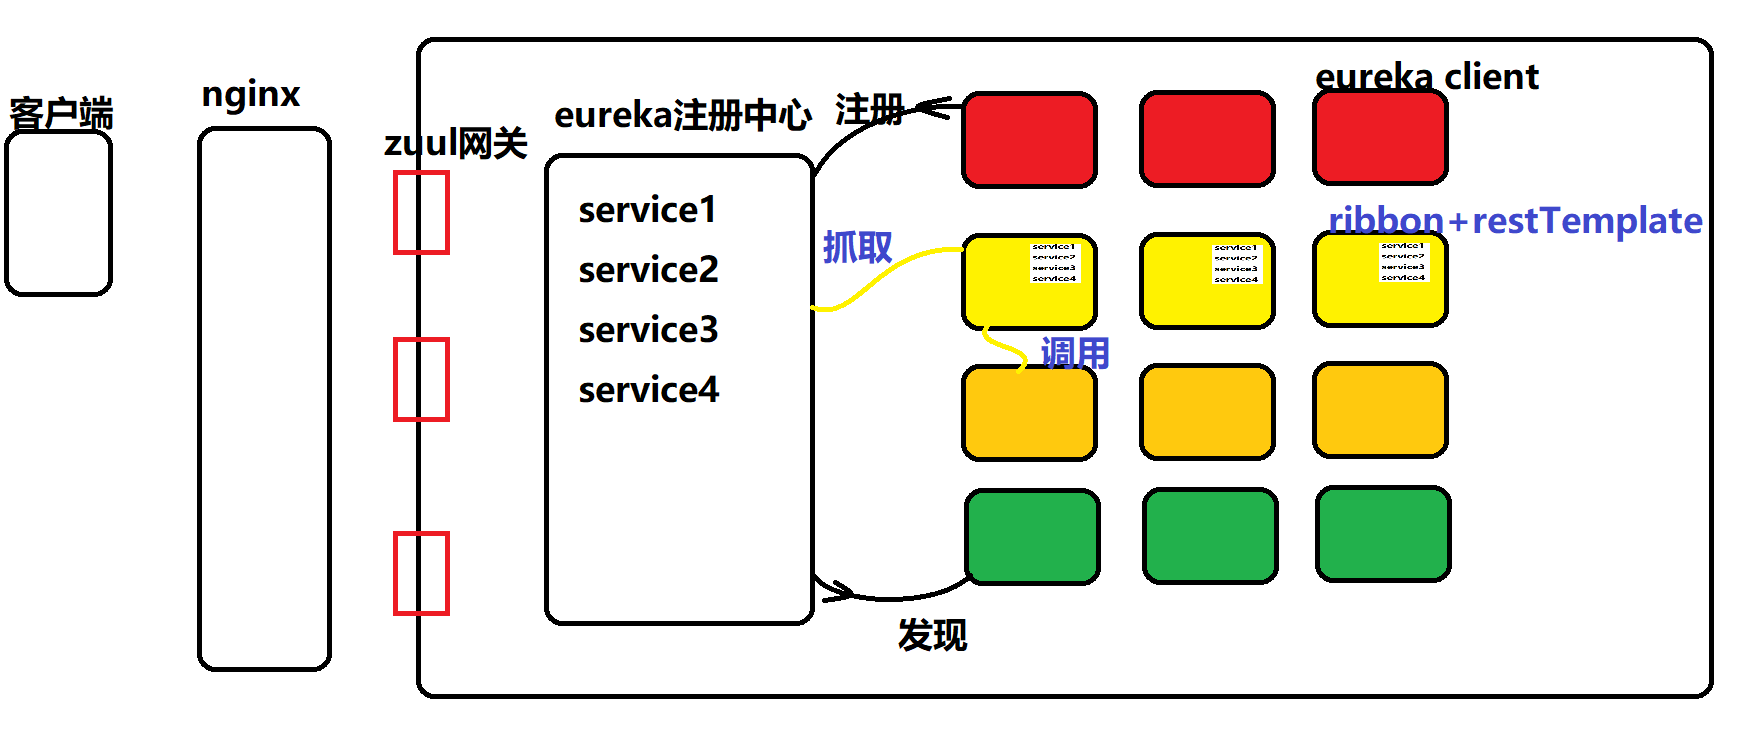 客户端
nginx
zuul网关
eureka注册中心
注册
eureka client
service1
service2
service3
service4
抓取
ribbon+restTemplate
service1
service2
service3
service4
service1
service2
service3
service4
service1
service2
service3
service4
调用
发现